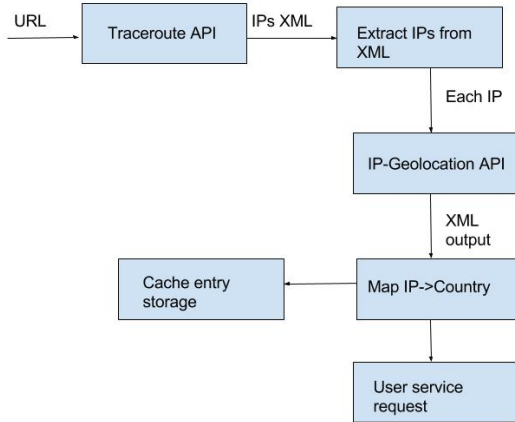 URL
Traceroute API
IPs XML
Extract IPs from
XML
Each IP
IP-Geolocation API
XML
output
Cache entry
storage
Map IP->Country
User service
request